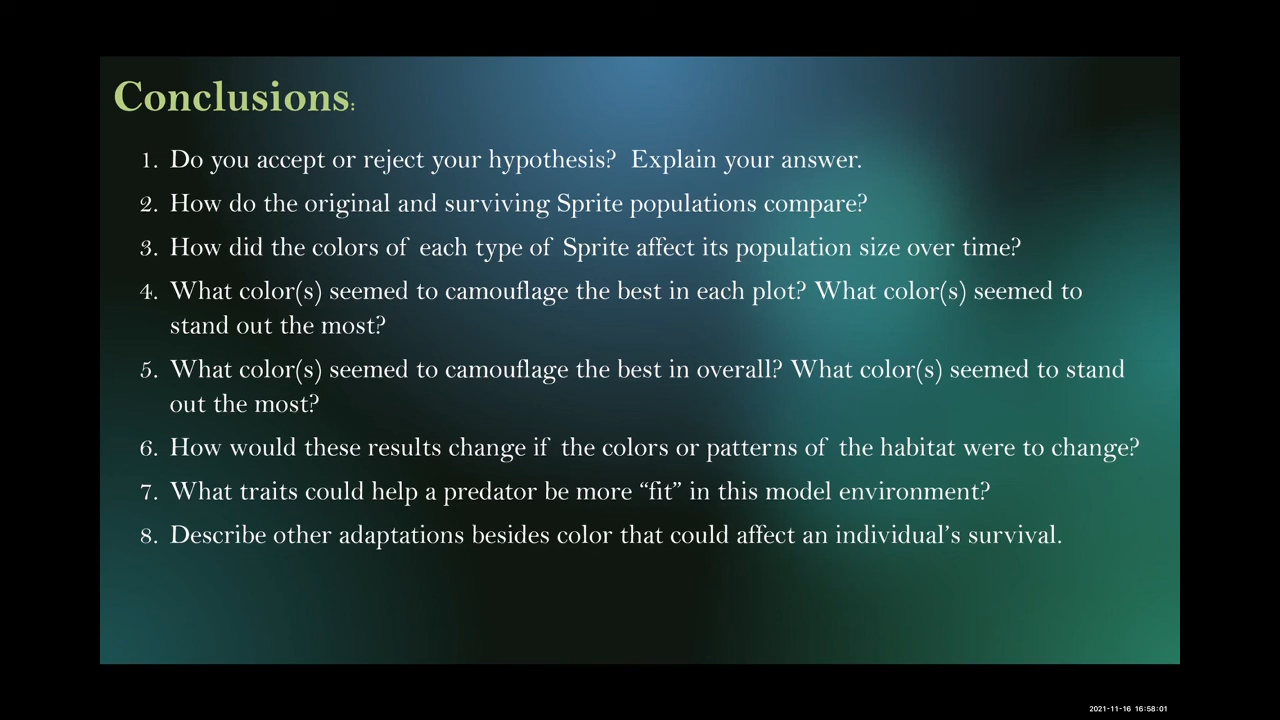 Conclusions:
1. Do you accept or reject your hypothesis? Explain your answer.
2. How do the original and surviving Sprite populations compare?
3. How did the colors of each type of Sprite affect its population size over time?
4. What color(s) seemed to camouflage the best in each plot? What color(s) seemed to
stand out the most?
5. What color(s) seemed to camouflage the best in overall? What color(s) seemed to stand
out the most?
6. How would these results change if the colors or patterns of the habitat were to change?
7. What traits could help a predator be more “fit” in this model environment?
8. Describe other adaptations besides color that could affect an individual’s survival.
2021-11-16 16:58:01